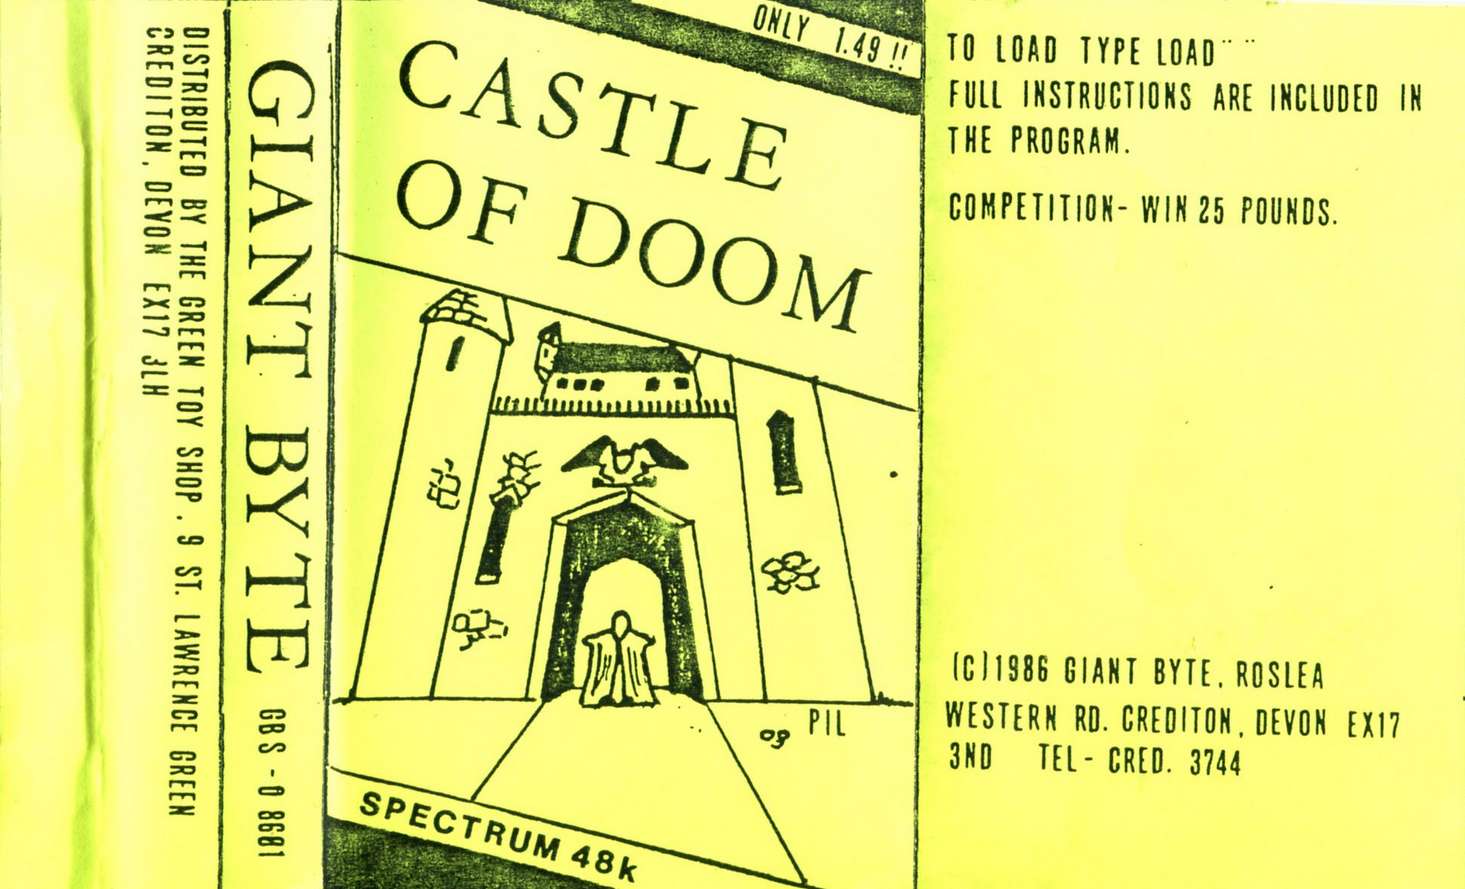 DISTRIBUTED BY THE GREEN TOY SHOP. 9 ST. LAWRENCE GREEN
CREDITON, DEVON EX17 3LH
GIANT BYTE GBS-0 8681
ONLY 1.49 !!
CASTLE
OF DOOM
PIL
SPECTRUM 48k
TO LOAD TYPE LOAD ¨ ¨
FULL INSTRUCTIONS ARE INCLUDED IN
THE PROGRAM.
COMPETITION- WIN 25 POUNDS.
(C)1986 GIANT BYTE, ROSLEA
WESTERN RD. CREDITON, DEVON EX17
3ND TEL- CRED. 3744